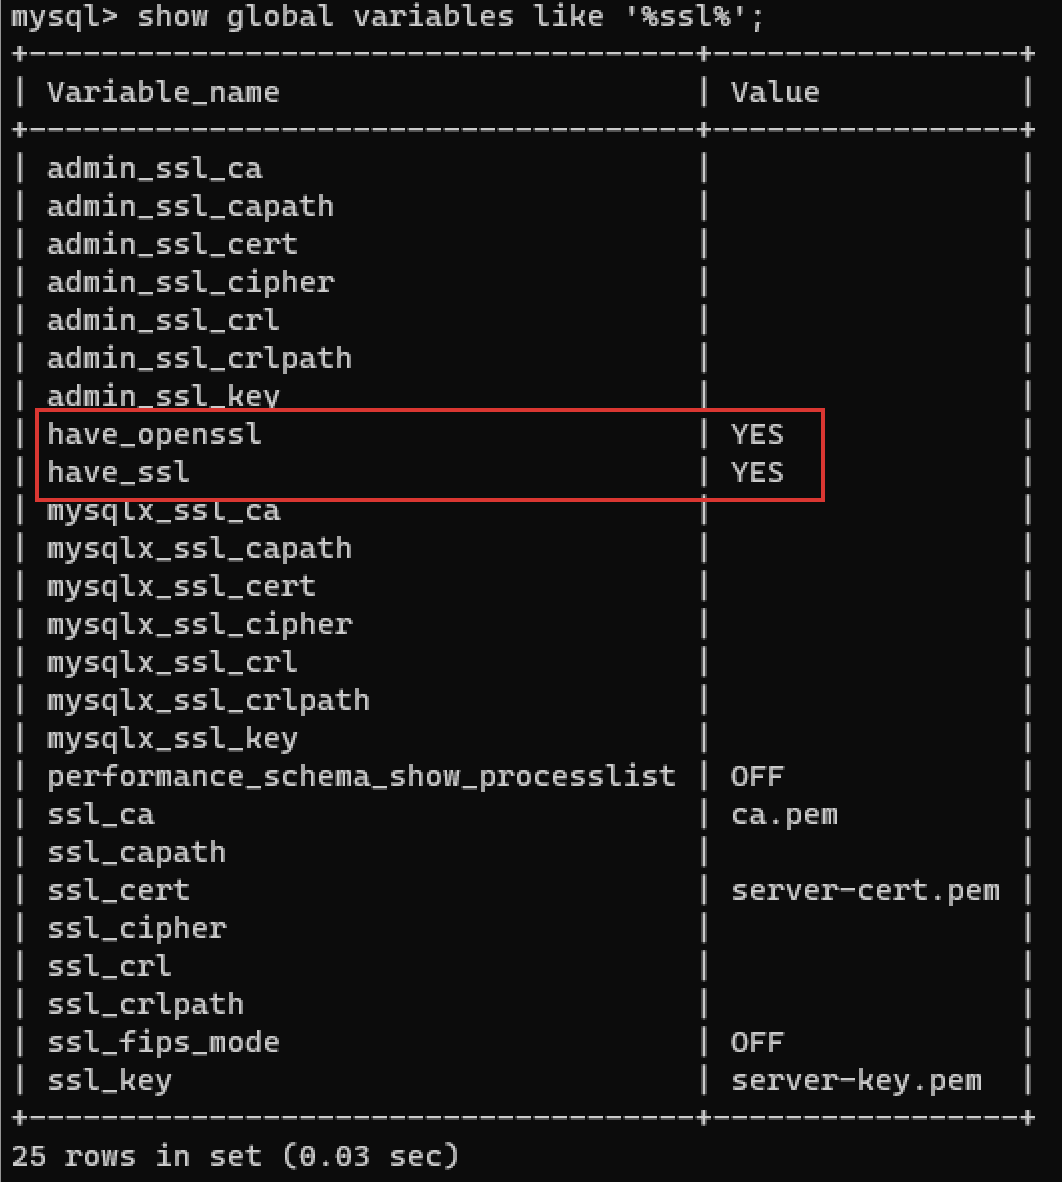 mysql> show global variables like '%ssl%';
+-------------------------------------+-----------------+
| Variable_name                       | Value           |
+-------------------------------------+-----------------+
| admin_ssl_ca                        |                 |
| admin_ssl_capath                    |                 |
| admin_ssl_cert                      |                 |
| admin_ssl_cipher                    |                 |
| admin_ssl_crl                       |                 |
| admin_ssl_crlpath                   |                 |
| admin_ssl_key                       |                 |
| have_openssl                        | YES             |
| have_ssl                            | YES             |
| mysqlx_ssl_ca                       |                 |
| mysqlx_ssl_capath                   |                 |
| mysqlx_ssl_cert                     |                 |
| mysqlx_ssl_cipher                   |                 |
| mysqlx_ssl_crl                      |                 |
| mysqlx_ssl_crlpath                  |                 |
| mysqlx_ssl_key                      |                 |
| performance_schema_show_processlist | OFF             |
| ssl_ca                              | ca.pem          |
| ssl_capath                          |                 |
| ssl_cert                            | server-cert.pem |
| ssl_cipher                          |                 |
| ssl_crl                             |                 |
| ssl_crlpath                         |                 |
| ssl_fips_mode                       | OFF             |
| ssl_key                             | server-key.pem  |
+-------------------------------------+-----------------+
25 rows in set (0.03 sec)